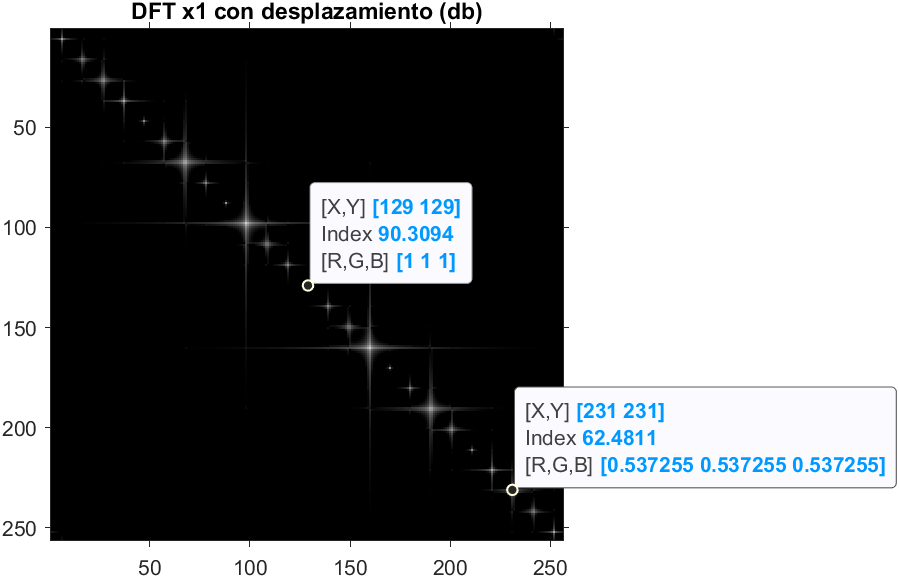 DFT x1 con desplazamiento (db)
50
100
150
200
250
[X,Y] [129 129]
Index 90.3094
[R,G,B] [1 1 1]
[X,Y] [231 231]
Index 62.4811
[R,G,B] [0.537255 0.537255 0.537255]
50
100
150
200
250